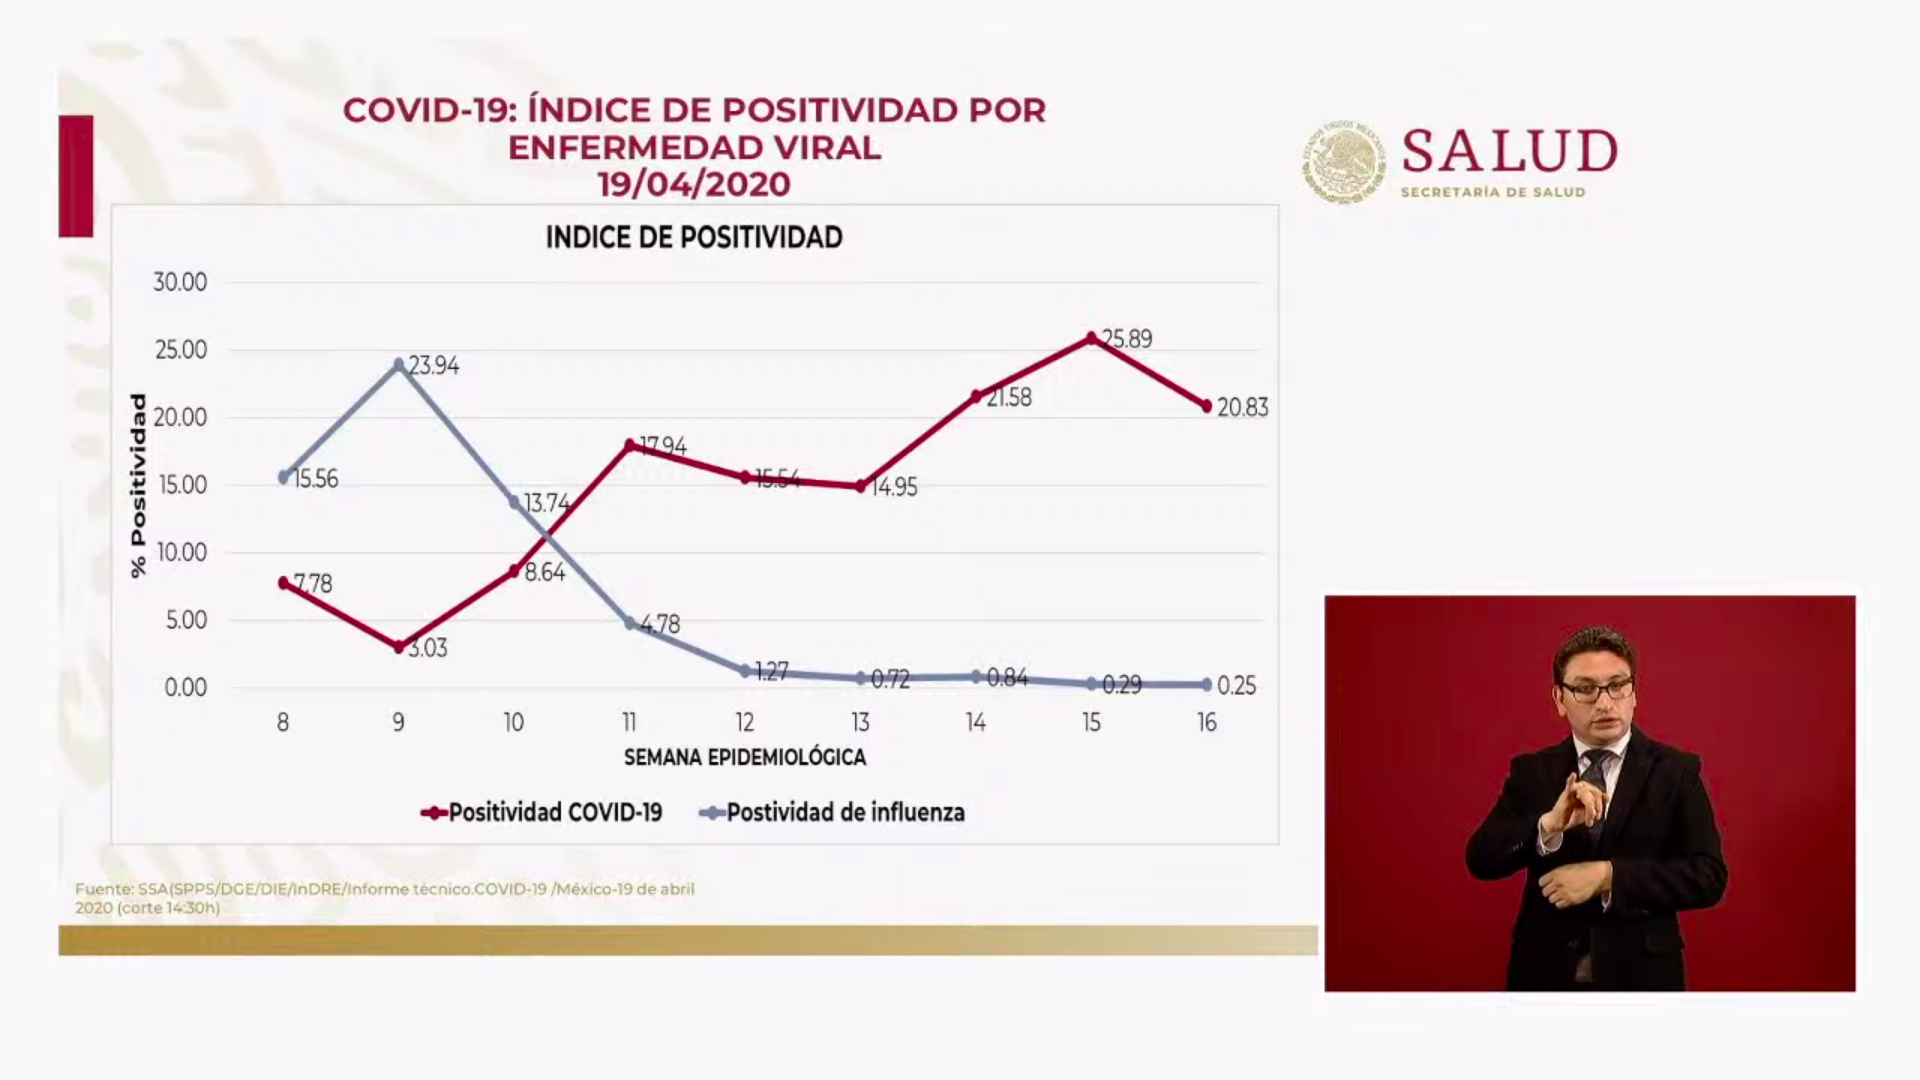 COVID-19: ÍNDICE DE POSITIVIDAD POR
ENFERMEDAD VIRAL
19/04/2020
ESTADOS UNIDOS MEXICANOS
SALUD
SECRETARÍA DE SALUD
INDICE DE POSITIVIDAD
% Positividad
30.00
25.00
20.00
15.00
10.00
5.00
0.00
7.78
3.03
8.64
17.94
15.54
14.95
21.58
25.89
20.83
15.56
23.94
13.74
4.78
1.27
0.72
0.84
0.29
0.25
8 9 10 11 12 13 14 15 16
SEMANA EPIDEMIOLÓGICA
Positividad COVID-19 Postividad de influenza
Fuente: SSA(SPPS/DGE/DIE/InDRE/Informe técnico.COVID-19 /México-19 de abril
2020 (corte 14:30h)